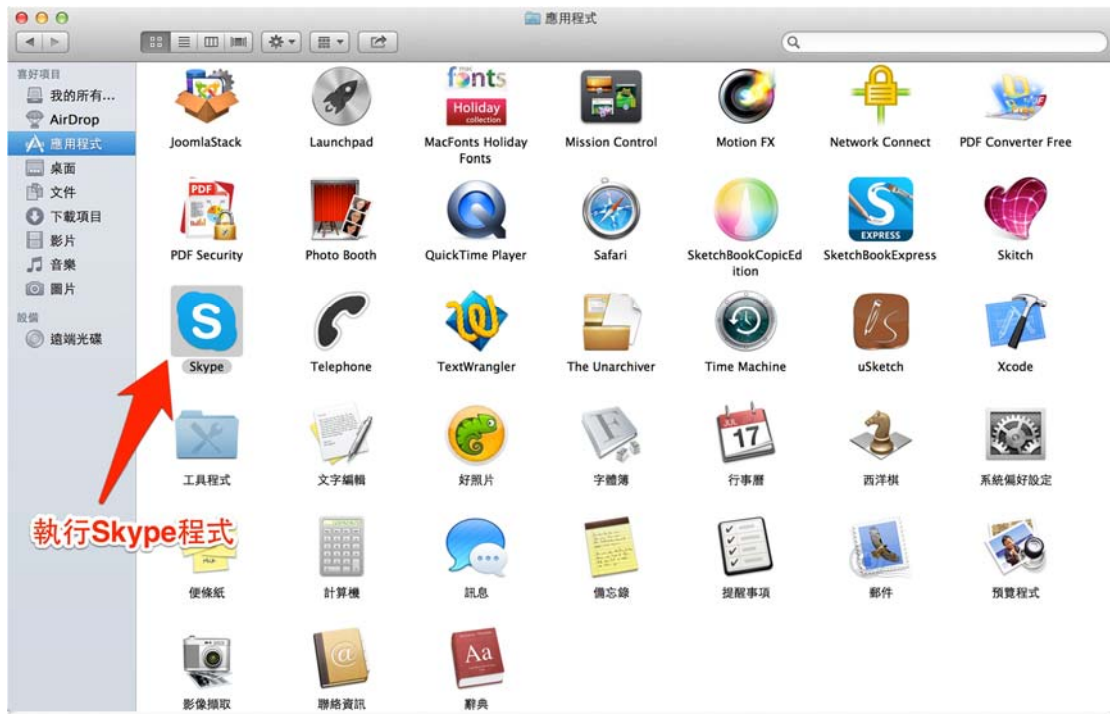 應用程式
喜好項目
我的所有...
AirDrop
應用程式
桌面
文件
下載項目
影片
音樂
圖片
設備
遠端光碟
mac
fonts
Holiday
collection
JoomlaStack
Launchpad
MacFonts Holiday
Fonts
Mission Control
Motion FX
Network Connect
PDF Converter Free
PDF
EXPRESS
PDF Security
Photo Booth
QuickTime Player
Safari
SketchBookCopicEd
ition
SketchBookExpress
Skitch
S
Skype
Telephone
TextWrangler
The Unarchiver
Time Machine
uSketch
Xcode
JUL
17
工具程式
文字編輯
好照片
字體簿
行事曆
西洋棋
系統偏好設定
執行Skype程式
便條紙
計算機
訊息
備忘錄
提醒事項
郵件
預覽程式
Aa
影像擷取
聯絡資訊
辭典